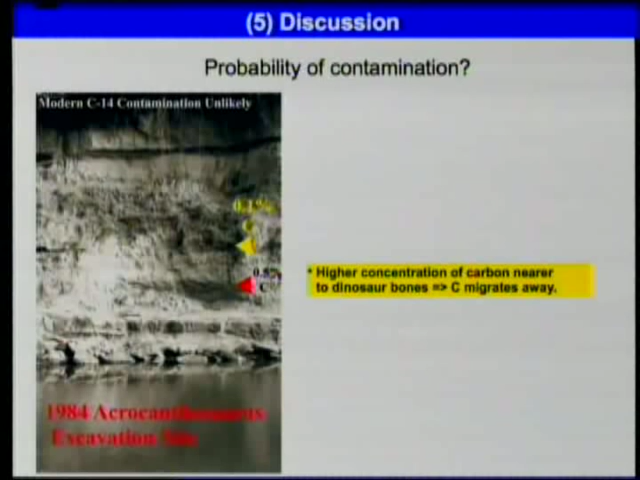 (5) Discussion
Probability of contamination?
Modern C-14 Contamination Unlikely
C
* Higher concentration of carbon nearer
to dinosaur bones => C migrates away.
1984 Acrocanthosaurus
Excavation Site